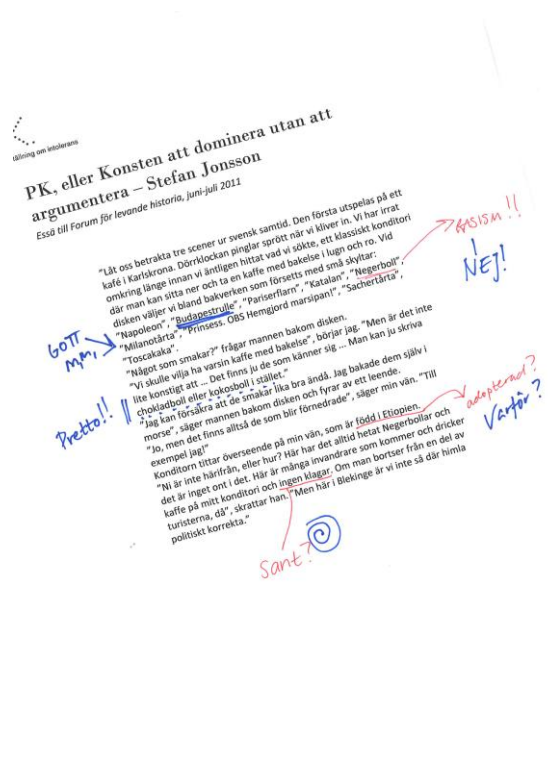 ällning om intolerans
PK, eller Konsten att dominera utan att
argumentera – Stefan Jonsson
Essä till Forum för levande historia, juni-juli 2011
"Låt oss betrakta tre scener ur svensk samtid. Den första utspelas på ett
kafé i Karlskrona. Dörrklockan pinglar sprött när vi kliver in. Vi har irrat
omkring länge innan vi äntligen hittat vad vi sökte, ett klassiskt konditori
där man kan sitta ner och ta en kaffe med bakelse i lugn och ro. Vid
disken väljer vi bland bakverken som försetts med små skyltar:
"Napoleon", "Budapestrulle", "Pariserflarn", "Katalan", "Negerboll",
"Milanotårta", "Prinsess. OBS Hemgjord marsipan!", "Sachertårta",
"Toscakaka".
"Något som smakar?" frågar mannen bakom disken.
"Vi skulle vilja ha varsin kaffe med bakelse", börjar jag. "Men är det inte
lite konstigt att ... Det finns ju de som känner sig ... Man kan ju skriva
chokladboll eller kokosboll i stället."
"Jag kan försäkra att de smakar lika bra ändå. Jag bakade dem själv i
morse", säger mannen bakom disken och fyrar av ett leende.
"Jo, men det finns alltså de som blir förnedrade", säger min vän. "Till
exempel jag!"
Konditorn tittar överseende på min vän, som är född i Etiopien.
"Ni är inte härifrån, eller hur? Här har det alltid hetat Negerbollar och
det är inget ont i det. Här är många invandrare som kommer och dricker
kaffe på mitt konditori och ingen klagar. Om man bortser från en del av
turisterna, då", skrattar han. "Men här i Blekinge är vi inte så där himla
politiskt korrekta."
RASISM!!
NEJ!
GOTT
m,m,
Pretto!!
adopterad?
Varför?
Sant?